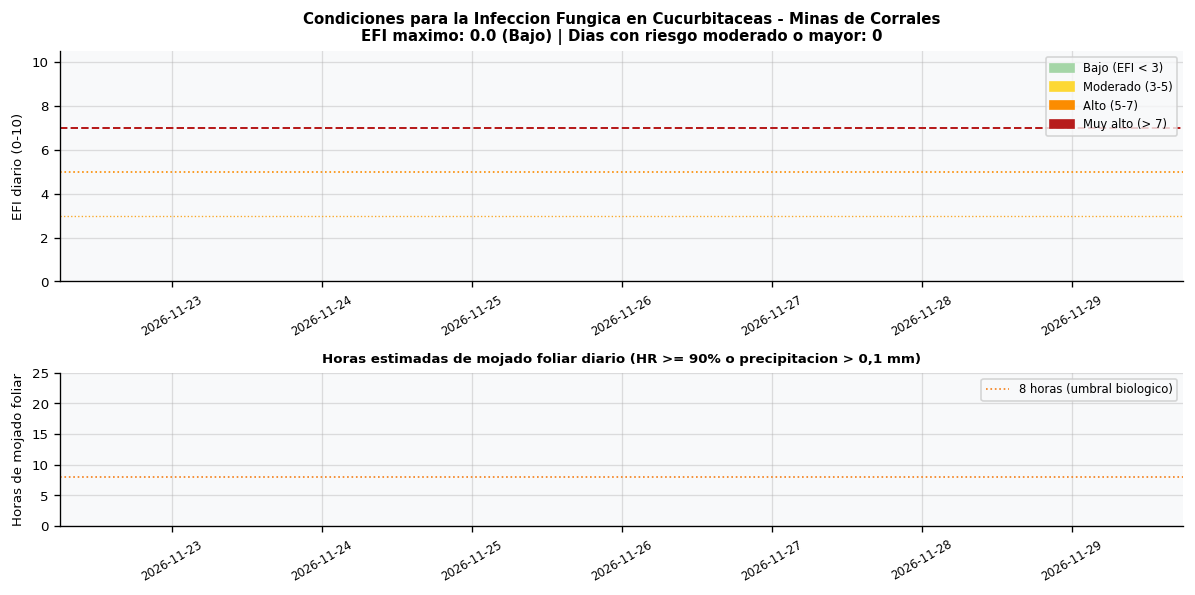 Condiciones para la Infeccion Fungica en Cucurbitaceas - Minas de Corrales
EFI maximo: 0.0 (Bajo) | Dias con riesgo moderado o mayor: 0
EFI diario (0-10)
10
8
6
4
2
0
Bajo (EFI < 3)
Moderado (3-5)
Alto (5-7)
Muy alto (> 7)
2026-11-23
2026-11-24
2026-11-25
2026-11-26
2026-11-27
2026-11-28
2026-11-29
Horas estimadas de mojado foliar diario (HR >= 90% o precipitacion > 0,1 mm)
Horas de mojado foliar
25
20
15
10
5
0
8 horas (umbral biologico)
2026-11-23
2026-11-24
2026-11-25
2026-11-26
2026-11-27
2026-11-28
2026-11-29